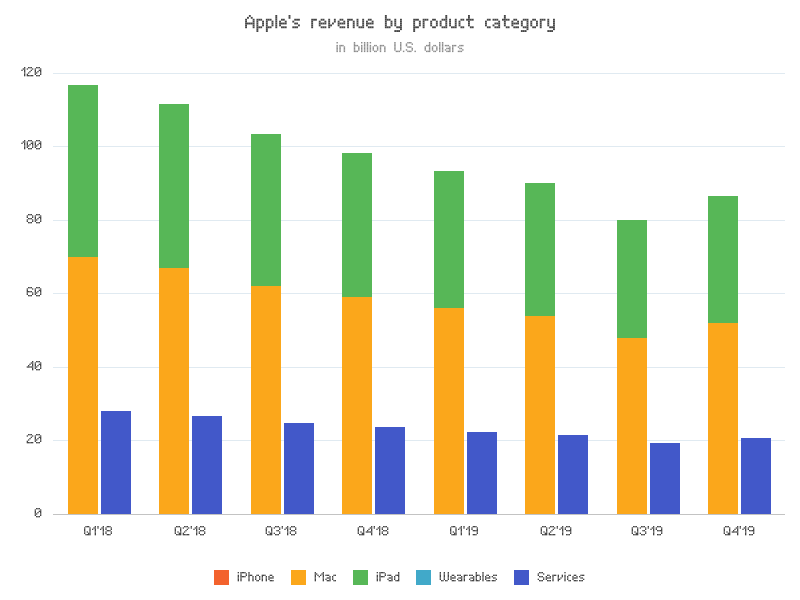 Apple's revenue by product category
in billion U.S. dollars
120
100
80
60
40
20
0
Q1'18 Q2'18 Q3'18 Q4'18 Q1'19 Q2'19 Q3'19 Q4'19
iPhone Mac iPad Wearables Services